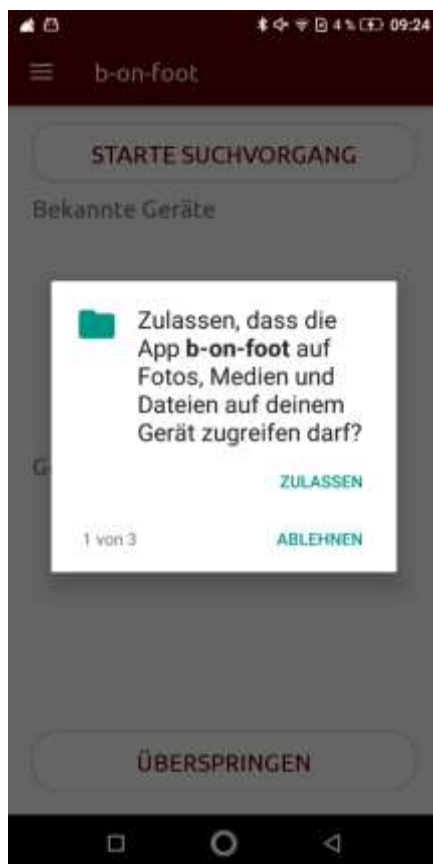 4 % 09:24
b-on-foot
STARTE SUCHVORGANG
Bekannte Geräte
Zulassen, dass die
App b-on-foot auf
Fotos, Medien und
Dateien auf deinem
Gerät zugreifen darf?
G
ZULASSEN
1 von 3
ABLEHNEN
ÜBERSPRINGEN